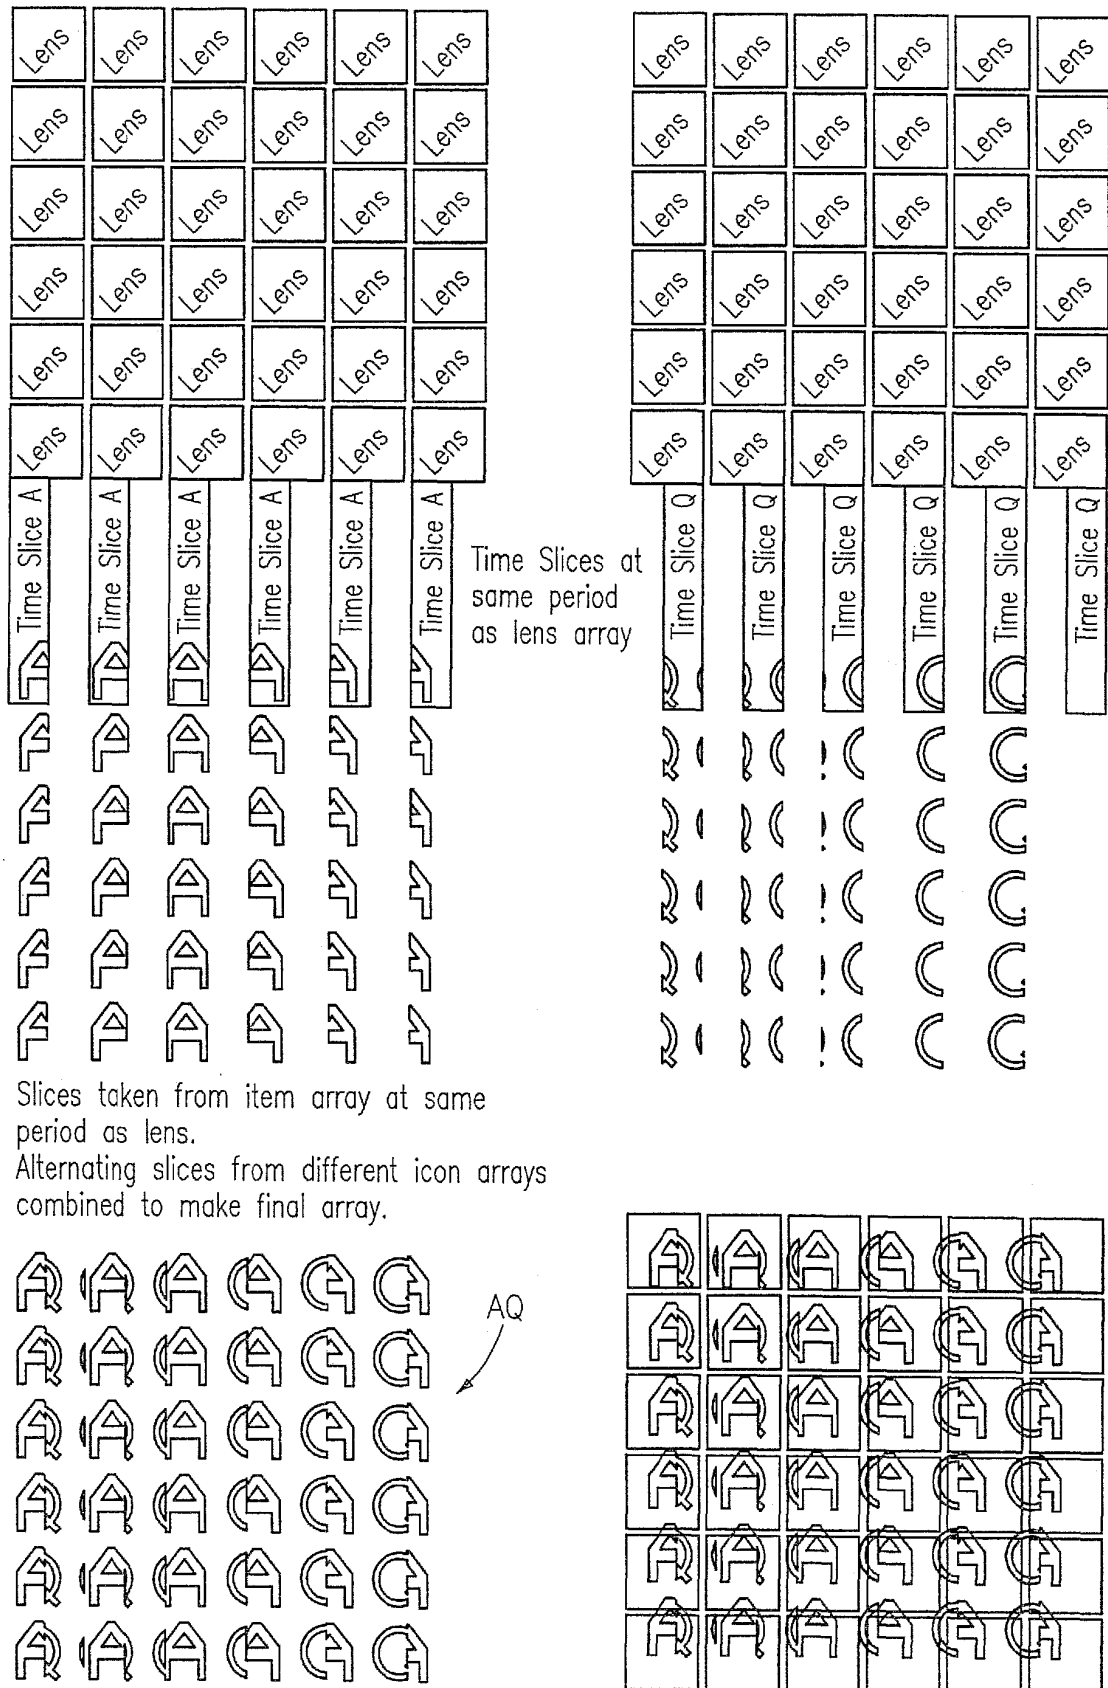 Lens Lens Lens Lens Lens Lens
Lens Lens Lens Lens Lens Lens
Lens Lens Lens Lens Lens Lens
Lens Lens Lens Lens Lens Lens
Lens Lens Lens Lens Lens Lens
Lens Lens Lens Lens Lens Lens
Time Slice A
Time Slice A
Time Slice A
Time Slice A
Time Slice A
Time Slice A
Time Slices at
same period
as lens array
Lens Lens Lens Lens Lens Lens
Lens Lens Lens Lens Lens Lens
Lens Lens Lens Lens Lens Lens
Lens Lens Lens Lens Lens Lens
Lens Lens Lens Lens Lens Lens
Lens Lens Lens Lens Lens Lens
Time Slice Q
Time Slice Q
Time Slice Q
Time Slice Q
Time Slice Q
Time Slice Q
Slices taken from item array at same
period as lens.
Alternating slices from different icon arrays
combined to make final array.
AQ